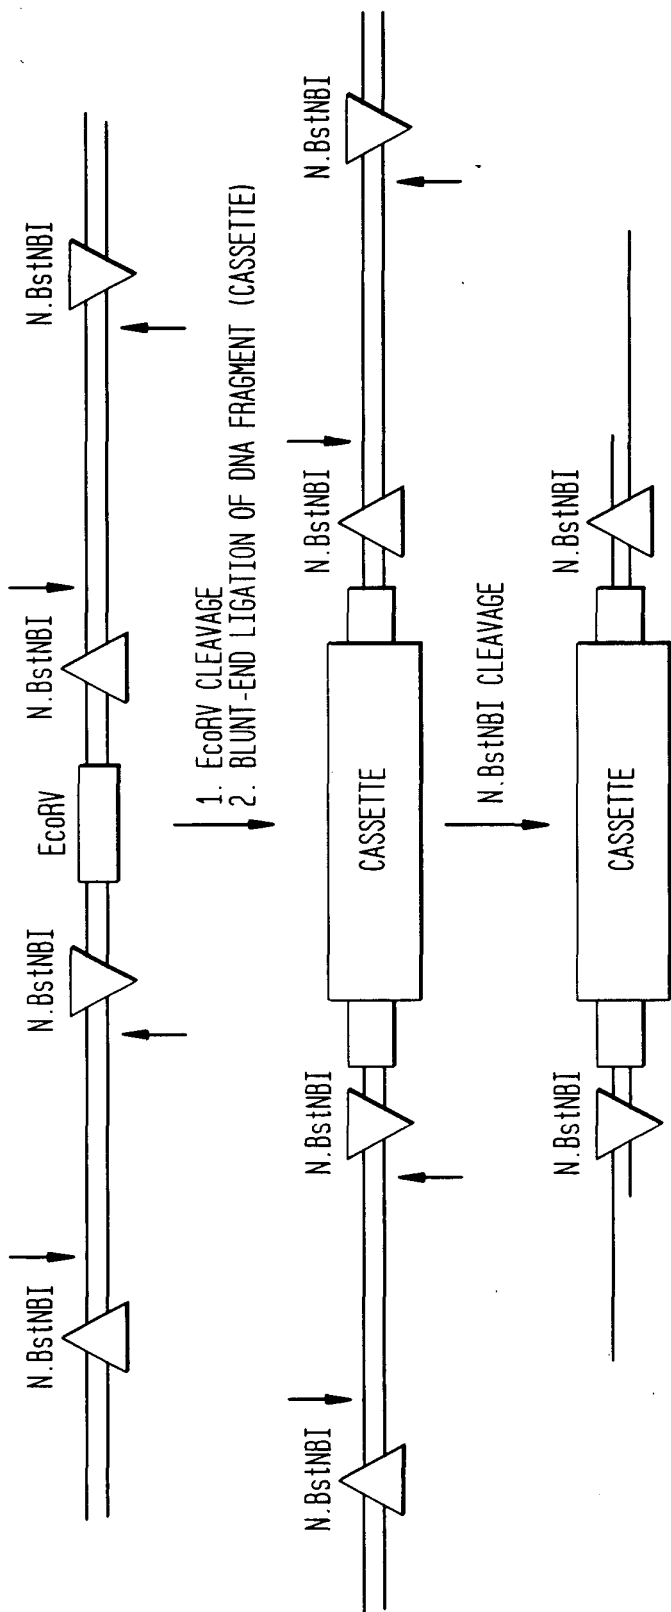 N.BstNBI
N.BstNBI
EcoRV
N.BstNBI
N.BstNBI
1. EcoRV CLEAVAGE
2. BLUNT-END LIGATION OF DNA FRAGMENT (CASSETTE)
N.BstNBI
N.BstNBI
CASSETTE
N.BstNBI
N.BstNBI
N.BstNBI CLEAVAGE
N.BstNBI
CASSETTE
N.BstNBI